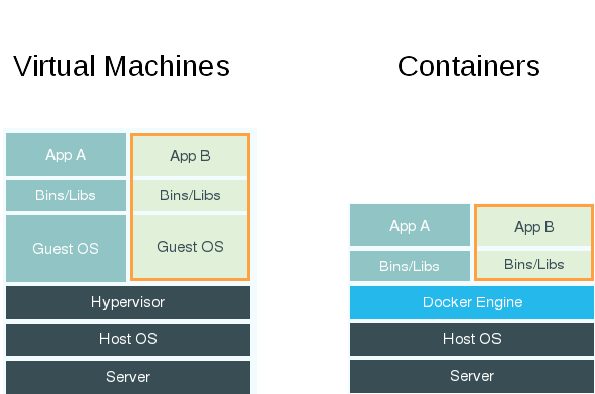 Virtual Machines
App A
App B
Bins/Libs
Bins/Libs
Guest OS
Guest OS
Hypervisor
Host OS
Server
Containers
App A
App B
Bins/Libs
Bins/Libs
Docker Engine
Host OS
Server